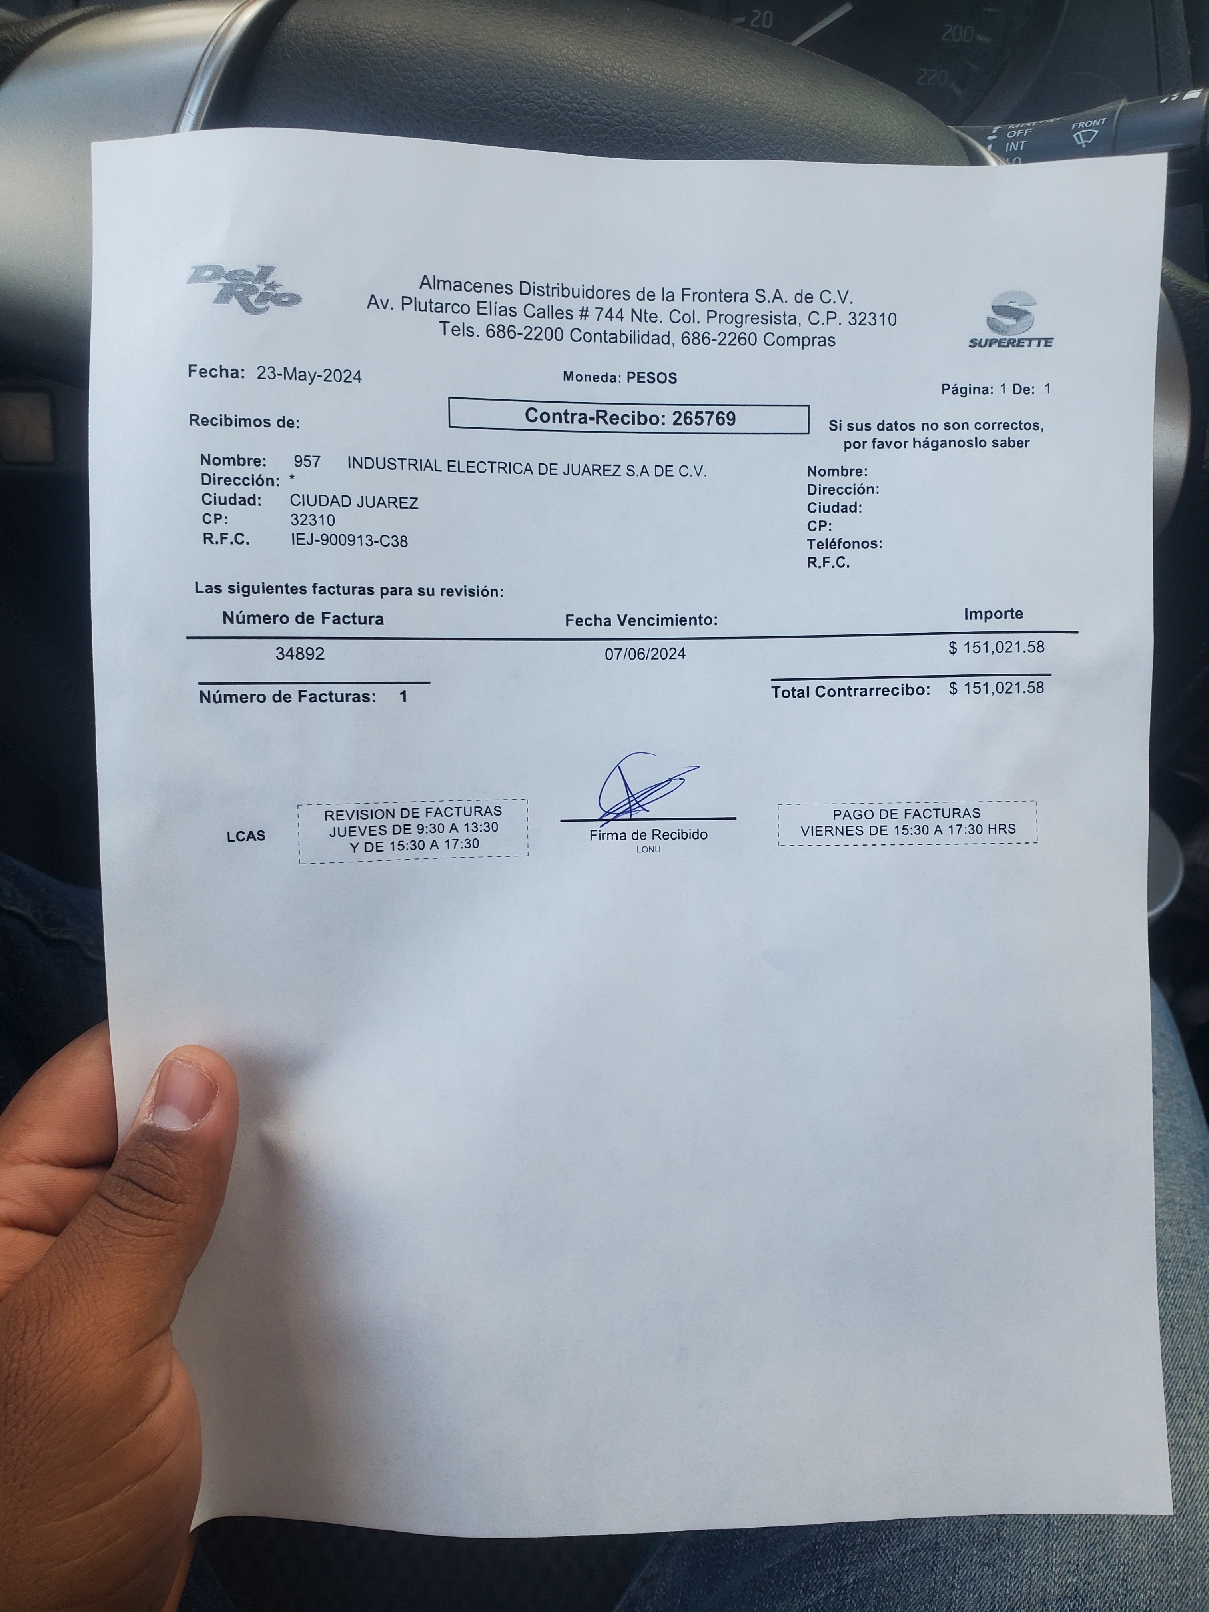 20
200
220
OFF
INT
LO
FRONT
Del Rio
Almacenes Distribuidores de la Frontera S.A. de C.V.
Av. Plutarco Elías Calles # 744 Nte. Col. Progresista, C.P. 32310
Tels. 686-2200 Contabilidad, 686-2260 Compras
S
SUPERETTE
Fecha: 23-May-2024
Moneda: PESOS
Página: 1 De: 1
Contra-Recibo: 265769
Recibimos de:
Si sus datos no son correctos,
por favor háganoslo saber
Nombre: 957 INDUSTRIAL ELECTRICA DE JUAREZ S.A DE C.V.
Dirección: *
Ciudad: CIUDAD JUAREZ
CP: 32310
R.F.C. IEJ-900913-C38
Nombre:
Dirección:
Ciudad:
CP:
Teléfonos:
R.F.C.
Las siguientes facturas para su revisión:
Número de Factura Fecha Vencimiento: Importe
34892 07/06/2024 $ 151,021.58
Número de Facturas: 1 Total Contrarrecibo: $ 151,021.58
LCAS
REVISION DE FACTURAS
JUEVES DE 9:30 A 13:30
Y DE 15:30 A 17:30
Firma de Recibido
LONU
PAGO DE FACTURAS
VIERNES DE 15:30 A 17:30 HRS